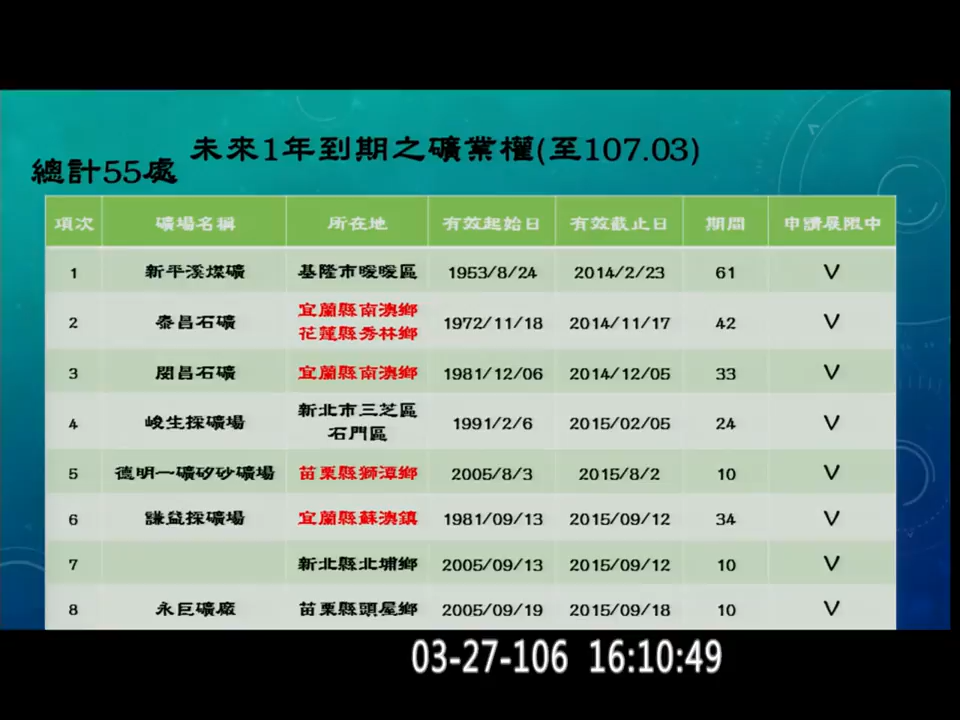 未來1年到期之礦業權(至107.03)
總計55處
項次 礦場名稱 所在地 有效起始日 有效截止日 期間 申請展限中
1 新平溪煤礦 基隆市暖暖區 1953/8/24 2014/2/23 61 V
2 泰昌石礦 宜蘭縣南澳鄉 花蓮縣秀林鄉 1972/11/18 2014/11/17 42 V
3 閎昌石礦 宜蘭縣南澳鄉 1981/12/06 2014/12/05 33 V
4 峻生採礦場 新北市三芝區 石門區 1991/2/6 2015/02/05 24 V
5 德明一礦矽砂礦場 苗栗縣獅潭鄉 2005/8/3 2015/8/2 10 V
6 謙益採礦場 宜蘭縣蘇澳鎮 1981/09/13 2015/09/12 34 V
7 新北縣北埔鄉 2005/09/13 2015/09/12 10 V
8 永巨礦廠 苗栗縣頭屋鄉 2005/09/19 2015/09/18 10 V
03-27-106 16:10:49